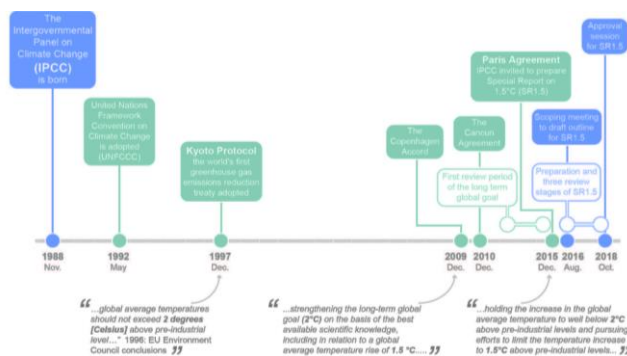 The
Intergovernmental
Panel on
Climate Change
(IPCC)
is born
United Nations
Framework
Convention on
Climate Change
is adopted
(UNFCCC)
Kyoto Protocol
the world's first
greenhouse gas
emissions reduction
treaty adopted
The
Copenhagen
Accord
The
Cancun
Agreement
First review period
of the long term
global goal
Paris Agreement
IPCC invited to prepare
Special Report on
1.5°C (SR1.5)
Scoping meeting
to draft outline
for SR1.5
Preparation and
three review
stages of SR1.5
Approval
session
for SR1.5
1988
Nov.
1992
May
1997
Dec.
2009
Dec.
2010
Dec.
2015
Dec.
2016
Aug.
2018
Oct.
“ ...global average temperatures
should not exceed 2 degrees
[Celsius] above pre-industrial
level..." 1996: EU Environment
Council conclusions ”
“ ...strengthening the long-term global
goal (2°C) on the basis of the best
available scientific knowledge,
including in relation to a global
average temperature rise of 1.5 °C.... ”
“ ...holding the increase in the global
average temperature to well below 2°C
above pre-industrial levels and pursuing
efforts to limit the temperature increase
to 1.5°C above pre-industrial levels... ”